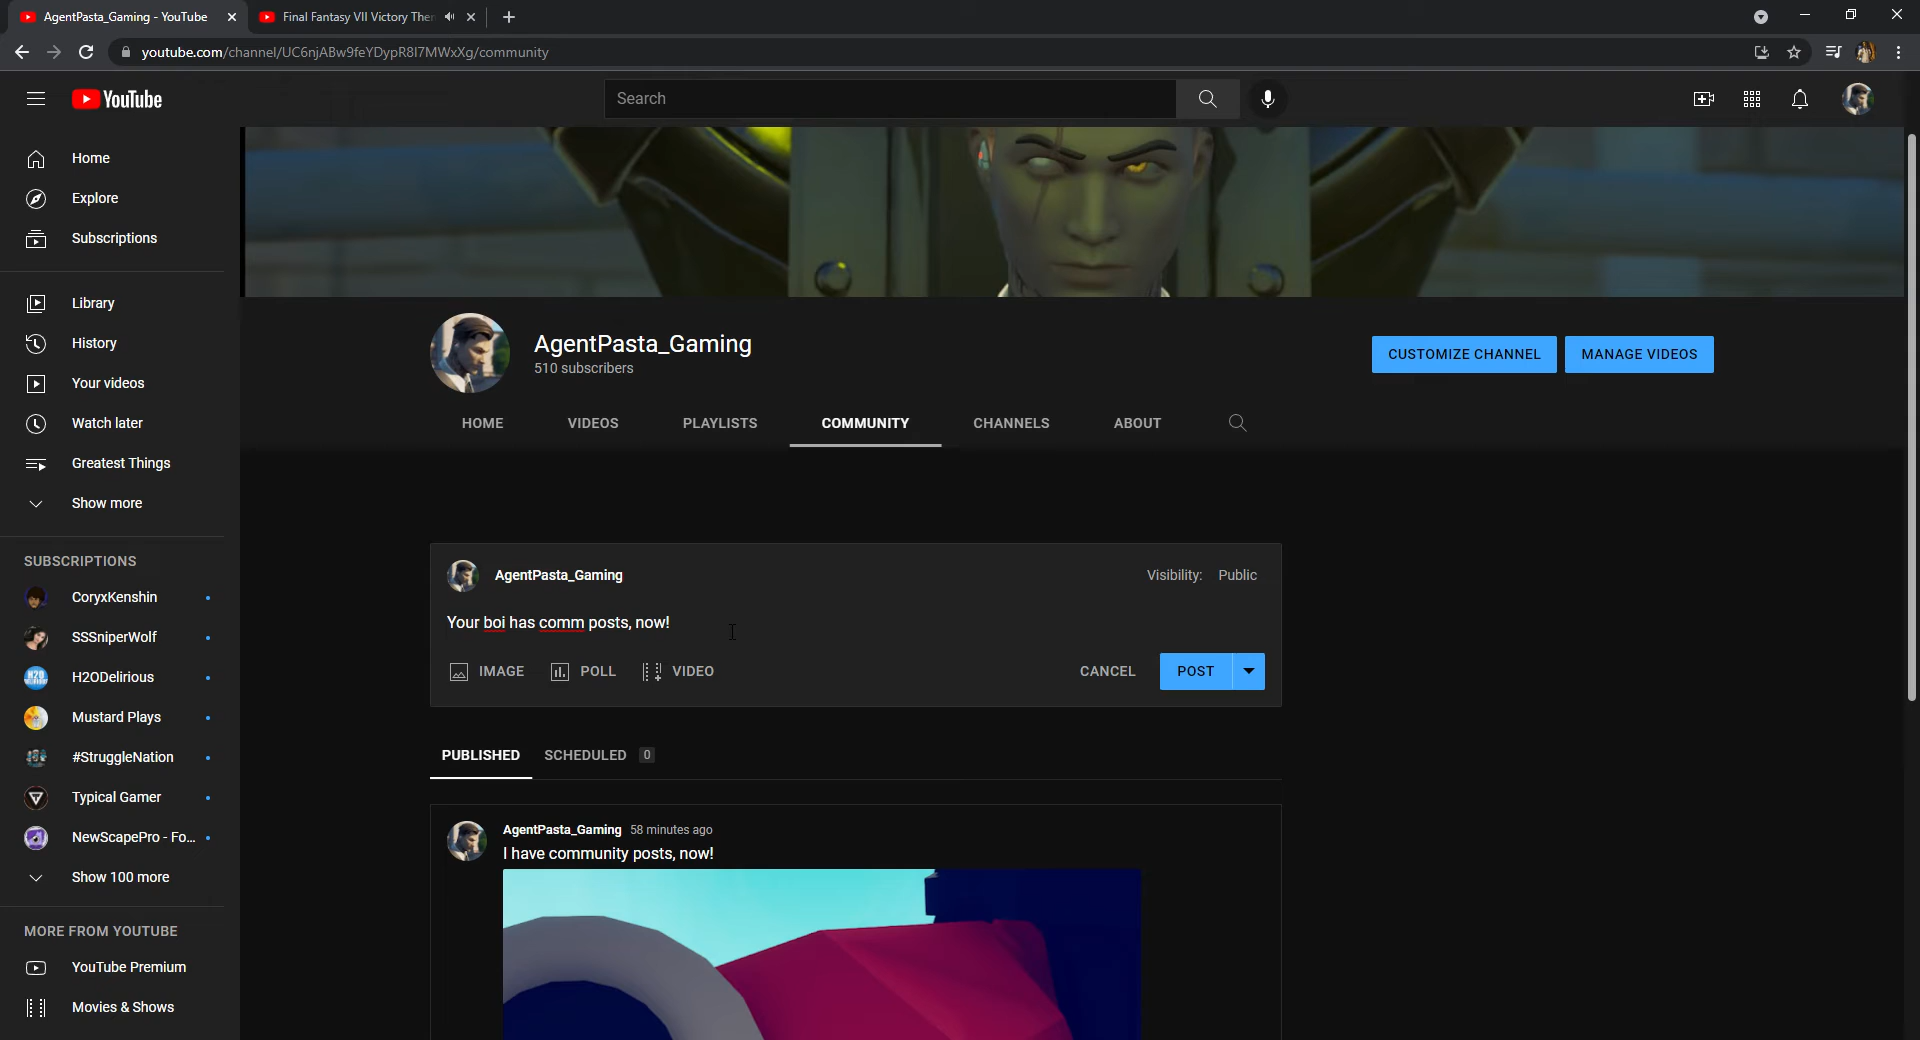 AgentPasta_Gaming - YouTube
Final Fantasy VII Victory Then
youtube.com/channel/UC6njABw9feYDypR8I7MWxXg/community
YouTube
Search
Home
Explore
Subscriptions
Library
History
Your videos
Watch later
Greatest Things
Show more
SUBSCRIPTIONS
CoryxKenshin
SSSniperWolf
H2ODelirious
Mustard Plays
#StruggleNation
Typical Gamer
NewScapePro - Fo...
Show 100 more
MORE FROM YOUTUBE
YouTube Premium
Movies & Shows
AgentPasta_Gaming
510 subscribers
CUSTOMIZE CHANNEL
MANAGE VIDEOS
HOME VIDEOS PLAYLISTS COMMUNITY CHANNELS ABOUT
AgentPasta_Gaming
Visibility: Public
Your boi has comm posts, now!
IMAGE POLL VIDEO
CANCEL POST
PUBLISHED SCHEDULED 0
AgentPasta_Gaming 58 minutes ago
I have community posts, now!